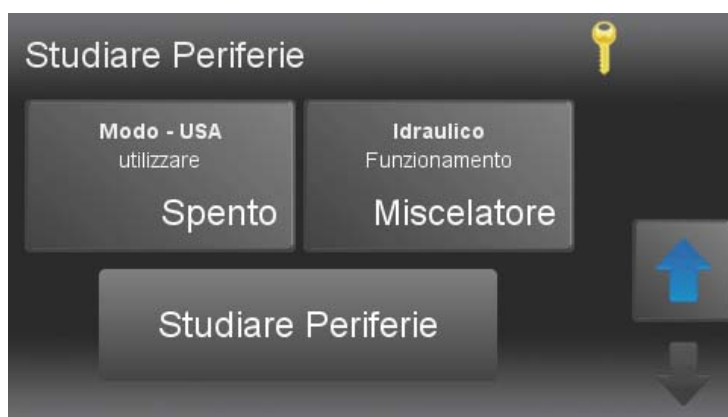 Studiare Periferie
Modo - USA
utilizzare
Spento
Idraulico
Funzionamento
Miscelatore
Studiare Periferie